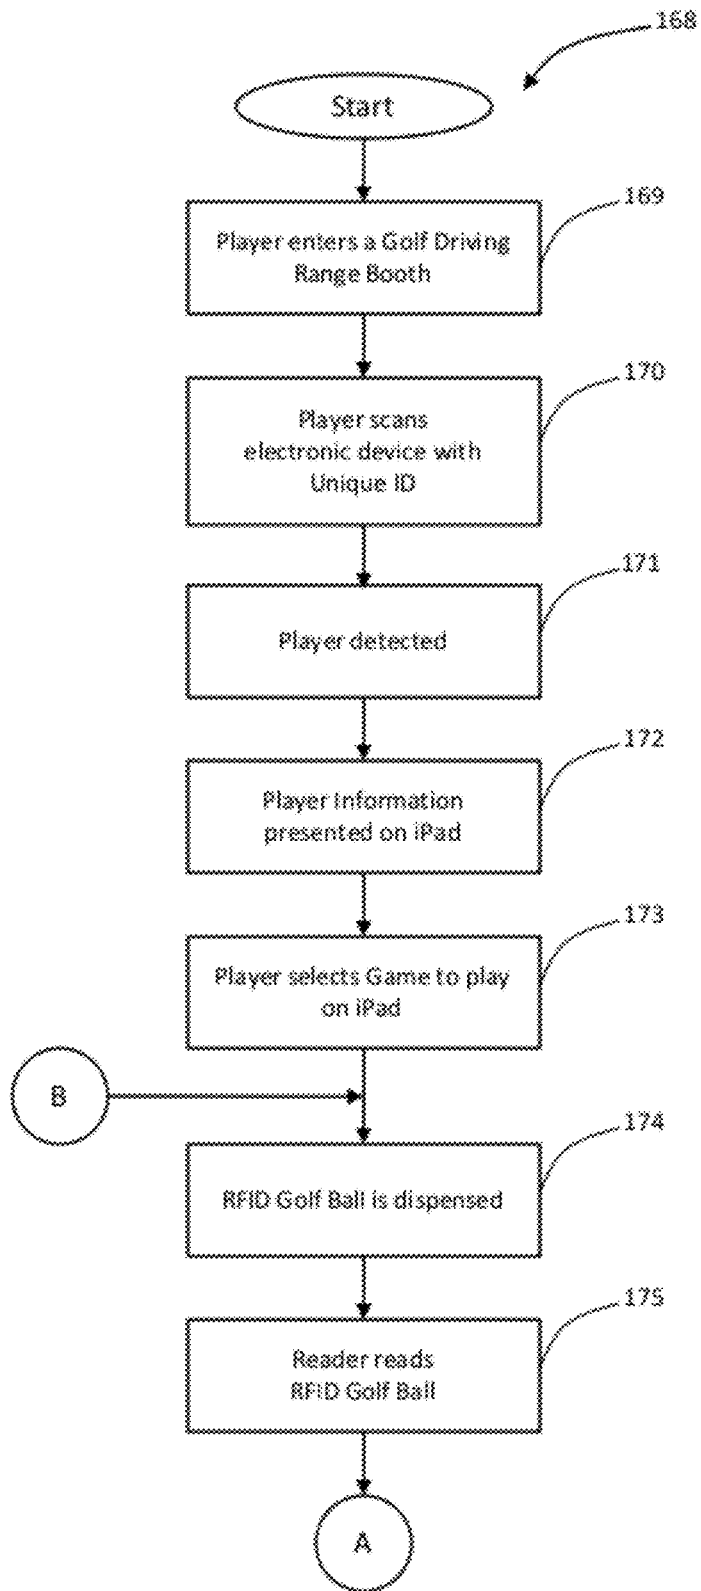 168
Start
169
Player enters a Golf Driving
Range Booth
170
Player scans
electronic device with
Unique ID
171
Player detected
172
Player Information
presented on iPad
173
Player selects Game to play
on iPad
B
174
RFID Golf Ball is dispensed
175
Reader reads
RFID Golf Ball
A